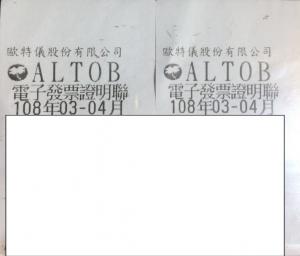 歐特儀股份有限公司
ALTOB
電子發票證明聯
108年03-04月
歐特儀股份有限公司
ALTOB
電子發票證明聯
108年03-04月